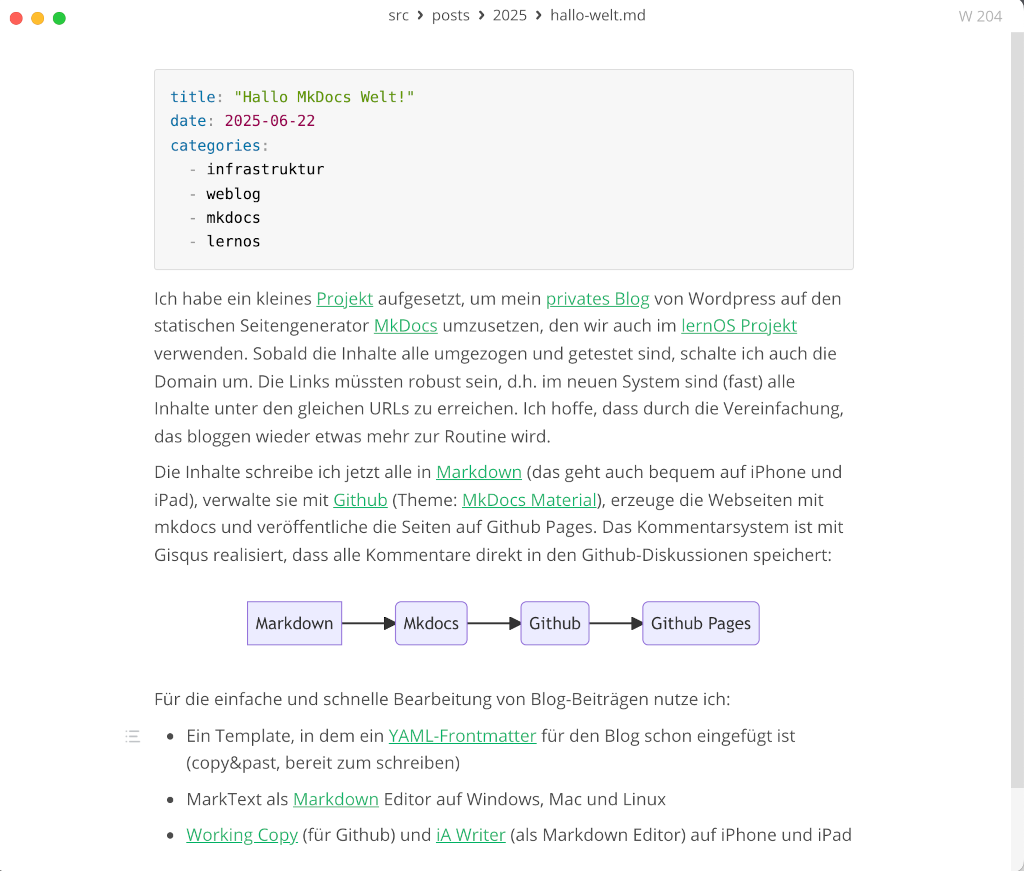 src > posts > 2025 > hallo-welt.md
W 204
title: "Hallo MkDocs Welt!"
date: 2025-06-22
categories:
- infrastruktur
- weblog
- mkdocs
- lernos
Ich habe ein kleines Projekt aufgesetzt, um mein privates Blog von Wordpress auf den
statischen Seitengenerator MkDocs umzusetzen, den wir auch im lernOS Projekt
verwenden. Sobald die Inhalte alle umgezogen und getestet sind, schalte ich auch die
Domain um. Die Links müssten robust sein, d.h. im neuen System sind (fast) alle
Inhalte unter den gleichen URLs zu erreichen. Ich hoffe, dass durch die Vereinfachung,
das bloggen wieder etwas mehr zur Routine wird.
Die Inhalte schreibe ich jetzt alle in Markdown (das geht auch bequem auf iPhone und
iPad), verwalte sie mit Github (Theme: MkDocs Material), erzeuge die Webseiten mit
mkdocs und veröffentliche die Seiten auf Github Pages. Das Kommentarsystem ist mit
Gisqus realisiert, dass alle Kommentare direkt in den Github-Diskussionen speichert:
Markdown
Mkdocs
Github
Github Pages
Für die einfache und schnelle Bearbeitung von Blog-Beiträgen nutze ich:
• Ein Template, in dem ein YAML-Frontmatter für den Blog schon eingefügt ist
(copy&past, bereit zum schreiben)
• MarkText als Markdown Editor auf Windows, Mac und Linux
• Working Copy (für Github) und iA Writer (als Markdown Editor) auf iPhone und iPad